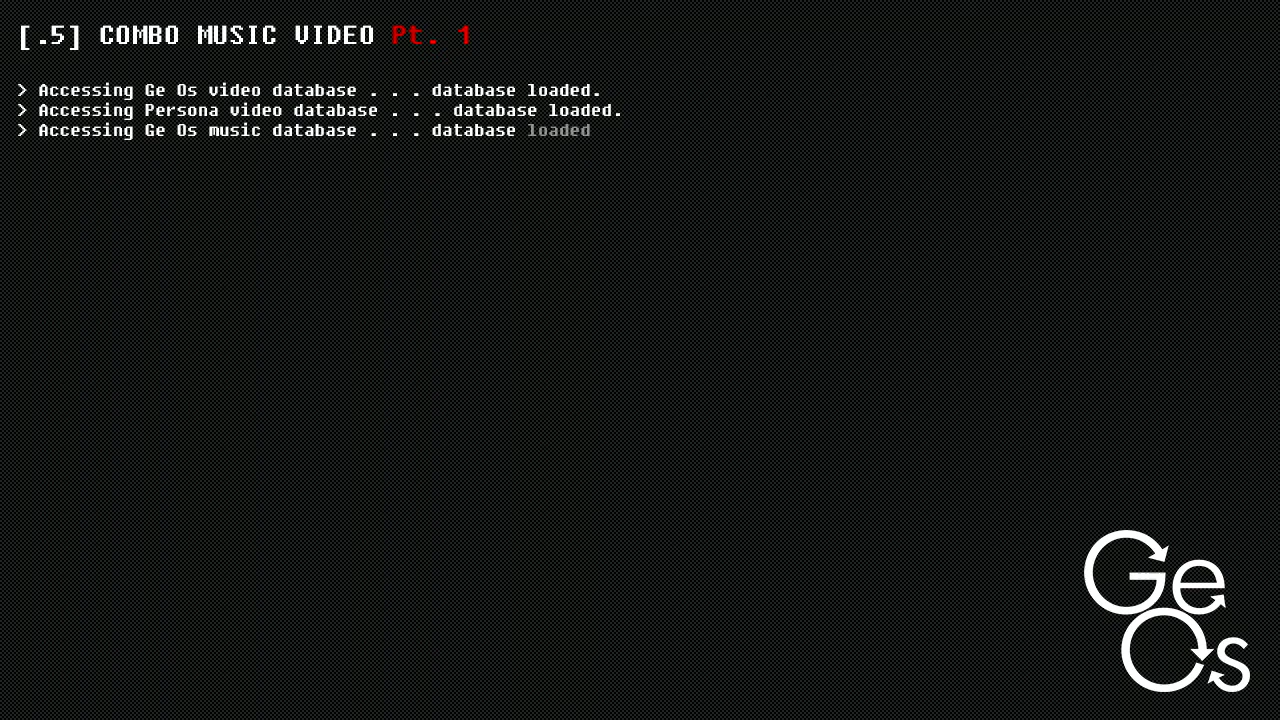 [.5] COMBO MUSIC VIDEO Pt. 1
> Accessing Ge Os video database . . . database loaded.
> Accessing Persona video database . . . database loaded.
> Accessing Ge Os music database . . . database loaded
Ge
Os